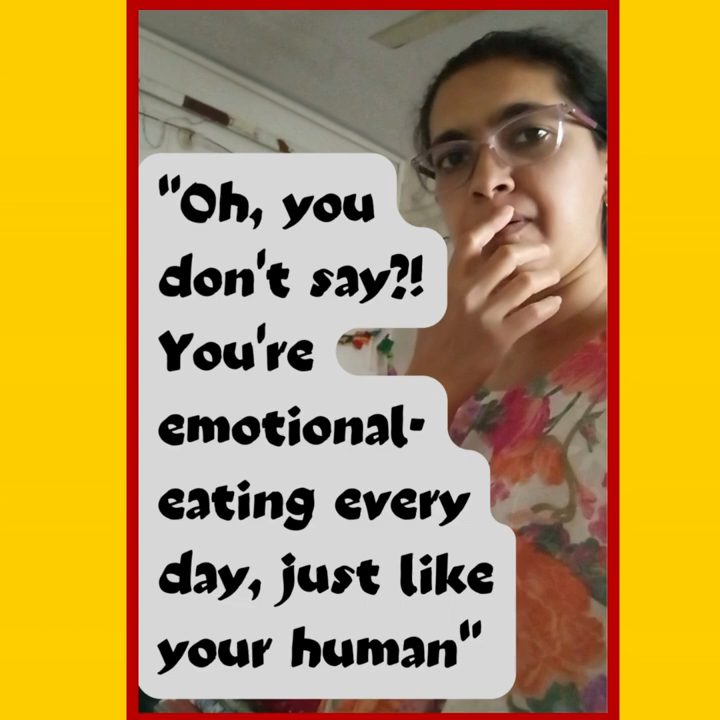 "Oh, you
don't say?!
You're
emotional-
eating every
day, just like
your human"